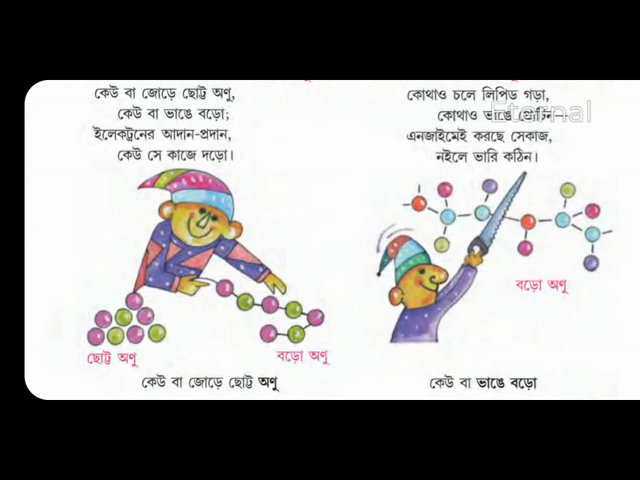 কেউ বা জোড়ে ছোট্ট অণু,
কেউ বা ভাঙে বড়ো;
ইলেকট্রনের আদান-প্রদান,
কেউ সে কাজে দড়ো।
কোথাও চলে লিপিড গড়া,
কোথাও ভাঙে প্রোটিন—
এনজাইমেই করছে সেকাজ,
নইলে ভারি কঠিন।
Eternal
ছোট্ট অণু
বড়ো অণু
বড়ো অণু
কেউ বা জোড়ে ছোট্ট অণু
কেউ বা ভাঙে বড়ো